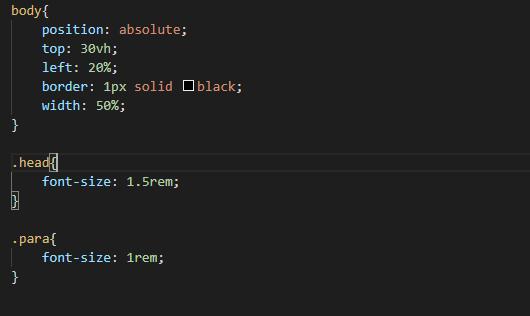 body{
    position: absolute;
    top: 30vh;
    left: 20%;
    border: 1px solid black;
    width: 50%;
}

.head{
    font-size: 1.5rem;
}

.para{
    font-size: 1rem;
}